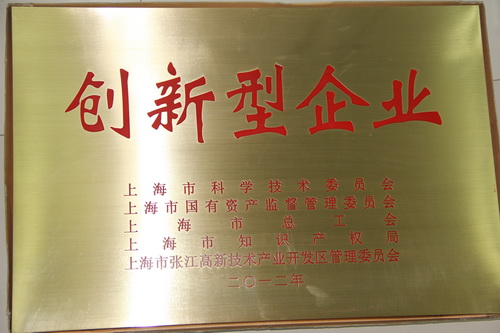 创新型企业
上海市科学技术委员会
上海市国有资产监督管理委员会
上海市总工会
上海市知识产权局
上海市张江高新技术产业开发区管理委员会
二〇一二年